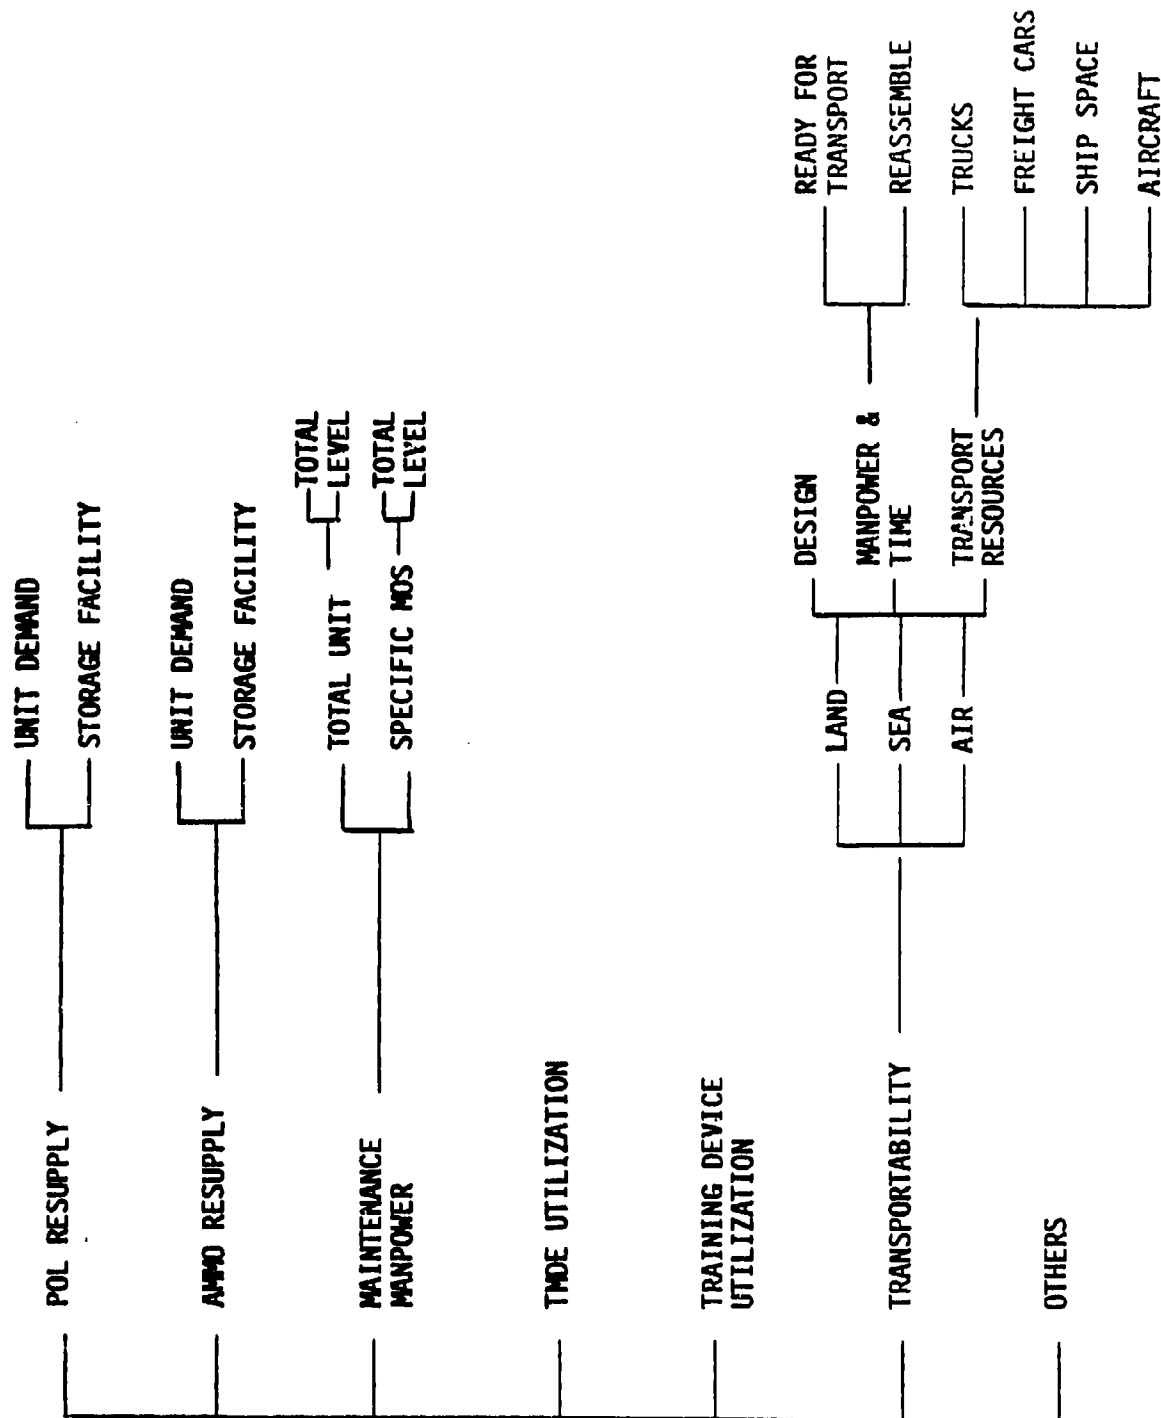 POL RESUPPLY
UNIT DEMAND
STORAGE FACILITY
AMMO RESUPPLY
UNIT DEMAND
STORAGE FACILITY
MAINTENANCE
MANPOWER
TOTAL UNIT
TOTAL
LEVEL
SPECIFIC MOS
TOTAL
LEVEL
TMDE UTILIZATION
TRAINING DEVICE
UTILIZATION
TRANSPORTABILITY
LAND
SEA
AIR
DESIGN
MANPOWER &
TIME
READY FOR
TRANSPORT
REASSEMBLE
TRANSPORT
RESOURCES
TRUCKS
FREIGHT CARS
SHIP SPACE
AIRCRAFT
OTHERS